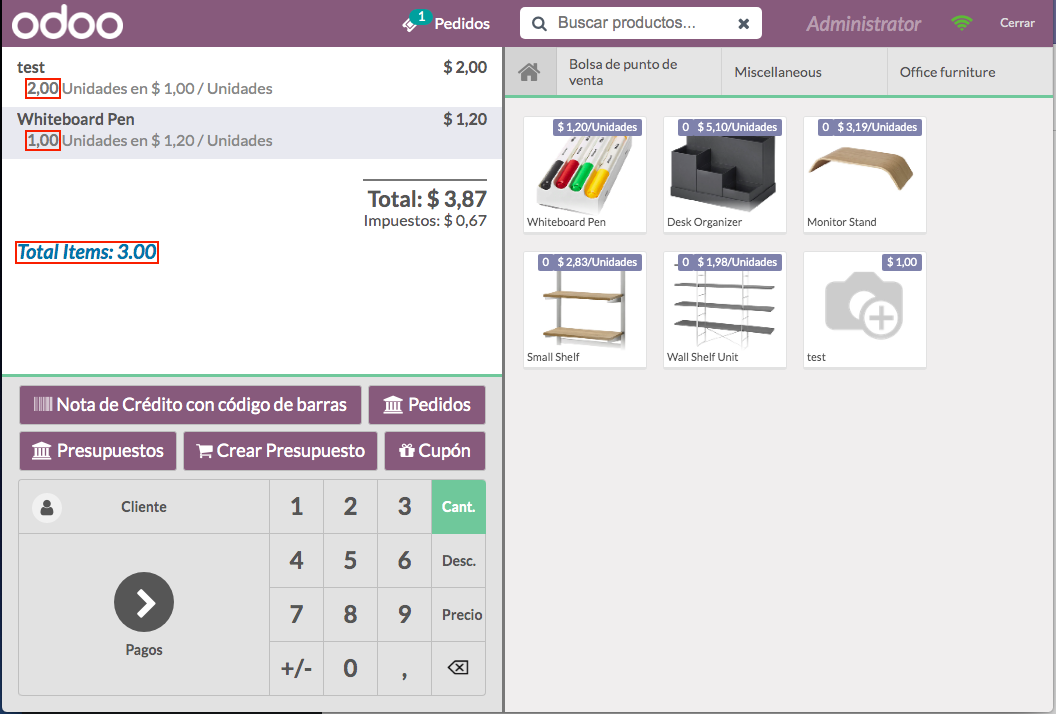 odoo
1
Pedidos
Buscar productos...
Administrator
Cerrar
test
$ 2,00
2,00 Unidades en $ 1,00 / Unidades
Whiteboard Pen
$ 1,20
1,00 Unidades en $ 1,20 / Unidades
Total: $ 3,87
Impuestos: $ 0,67
Total Items: 3.00
Nota de Crédito con código de barras
Pedidos
Presupuestos
Crear Presupuesto
Cupón
Cliente
1 2 3 Cant.
4 5 6 Desc.
7 8 9 Precio
+/- 0 ,
Pagos
Bolsa de punto de
venta
Miscellaneous
Office furniture
$ 1,20/Unidades
Whiteboard Pen
0 $ 5,10/Unidades
Desk Organizer
0 $ 3,19/Unidades
Monitor Stand
0 $ 2,83/Unidades
Small Shelf
0 $ 1,98/Unidades
Wall Shelf Unit
$ 1,00
test